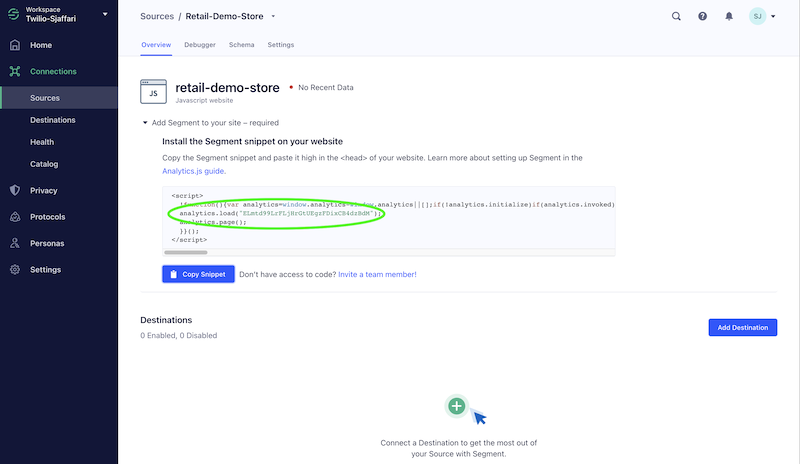 Workspace
Twilio-Sjaffari
Home
Connections
Sources
Destinations
Health
Catalog
Privacy
Protocols
Personas
Settings
Sources / Retail-Demo-Store
SJ
Overview Debugger Schema Settings
JS
retail-demo-store • No Recent Data
Javascript website
Add Segment to your site – required
Install the Segment snippet on your website
Copy the Segment snippet and paste it high in the <head> of your website. Learn more about setting up Segment in the
Analytics.js guide.
<script>
!function(){var analytics=window.analytics=window.analytics||[];if(!analytics.initialize)if(analytics.invoked)
analytics.load("
analytics.page();
}}();
</script>
Copy Snippet Don't have access to code? Invite a team member!
Destinations
0 Enabled, 0 Disabled
Add Destination
Connect a Destination to get the most out of
your Source with Segment.